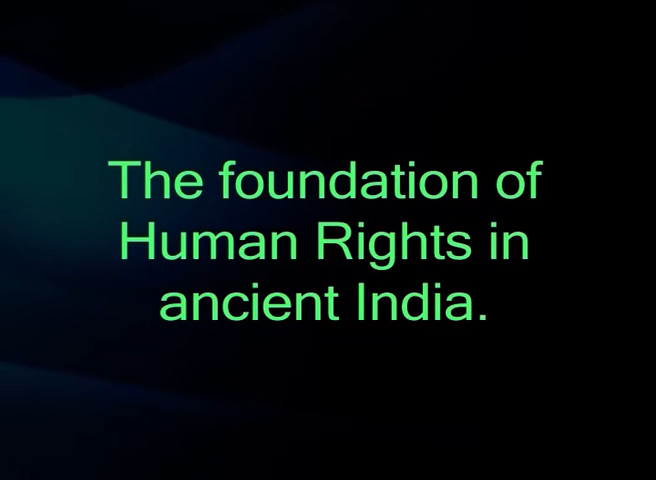 The foundation of
Human Rights in
ancient India.